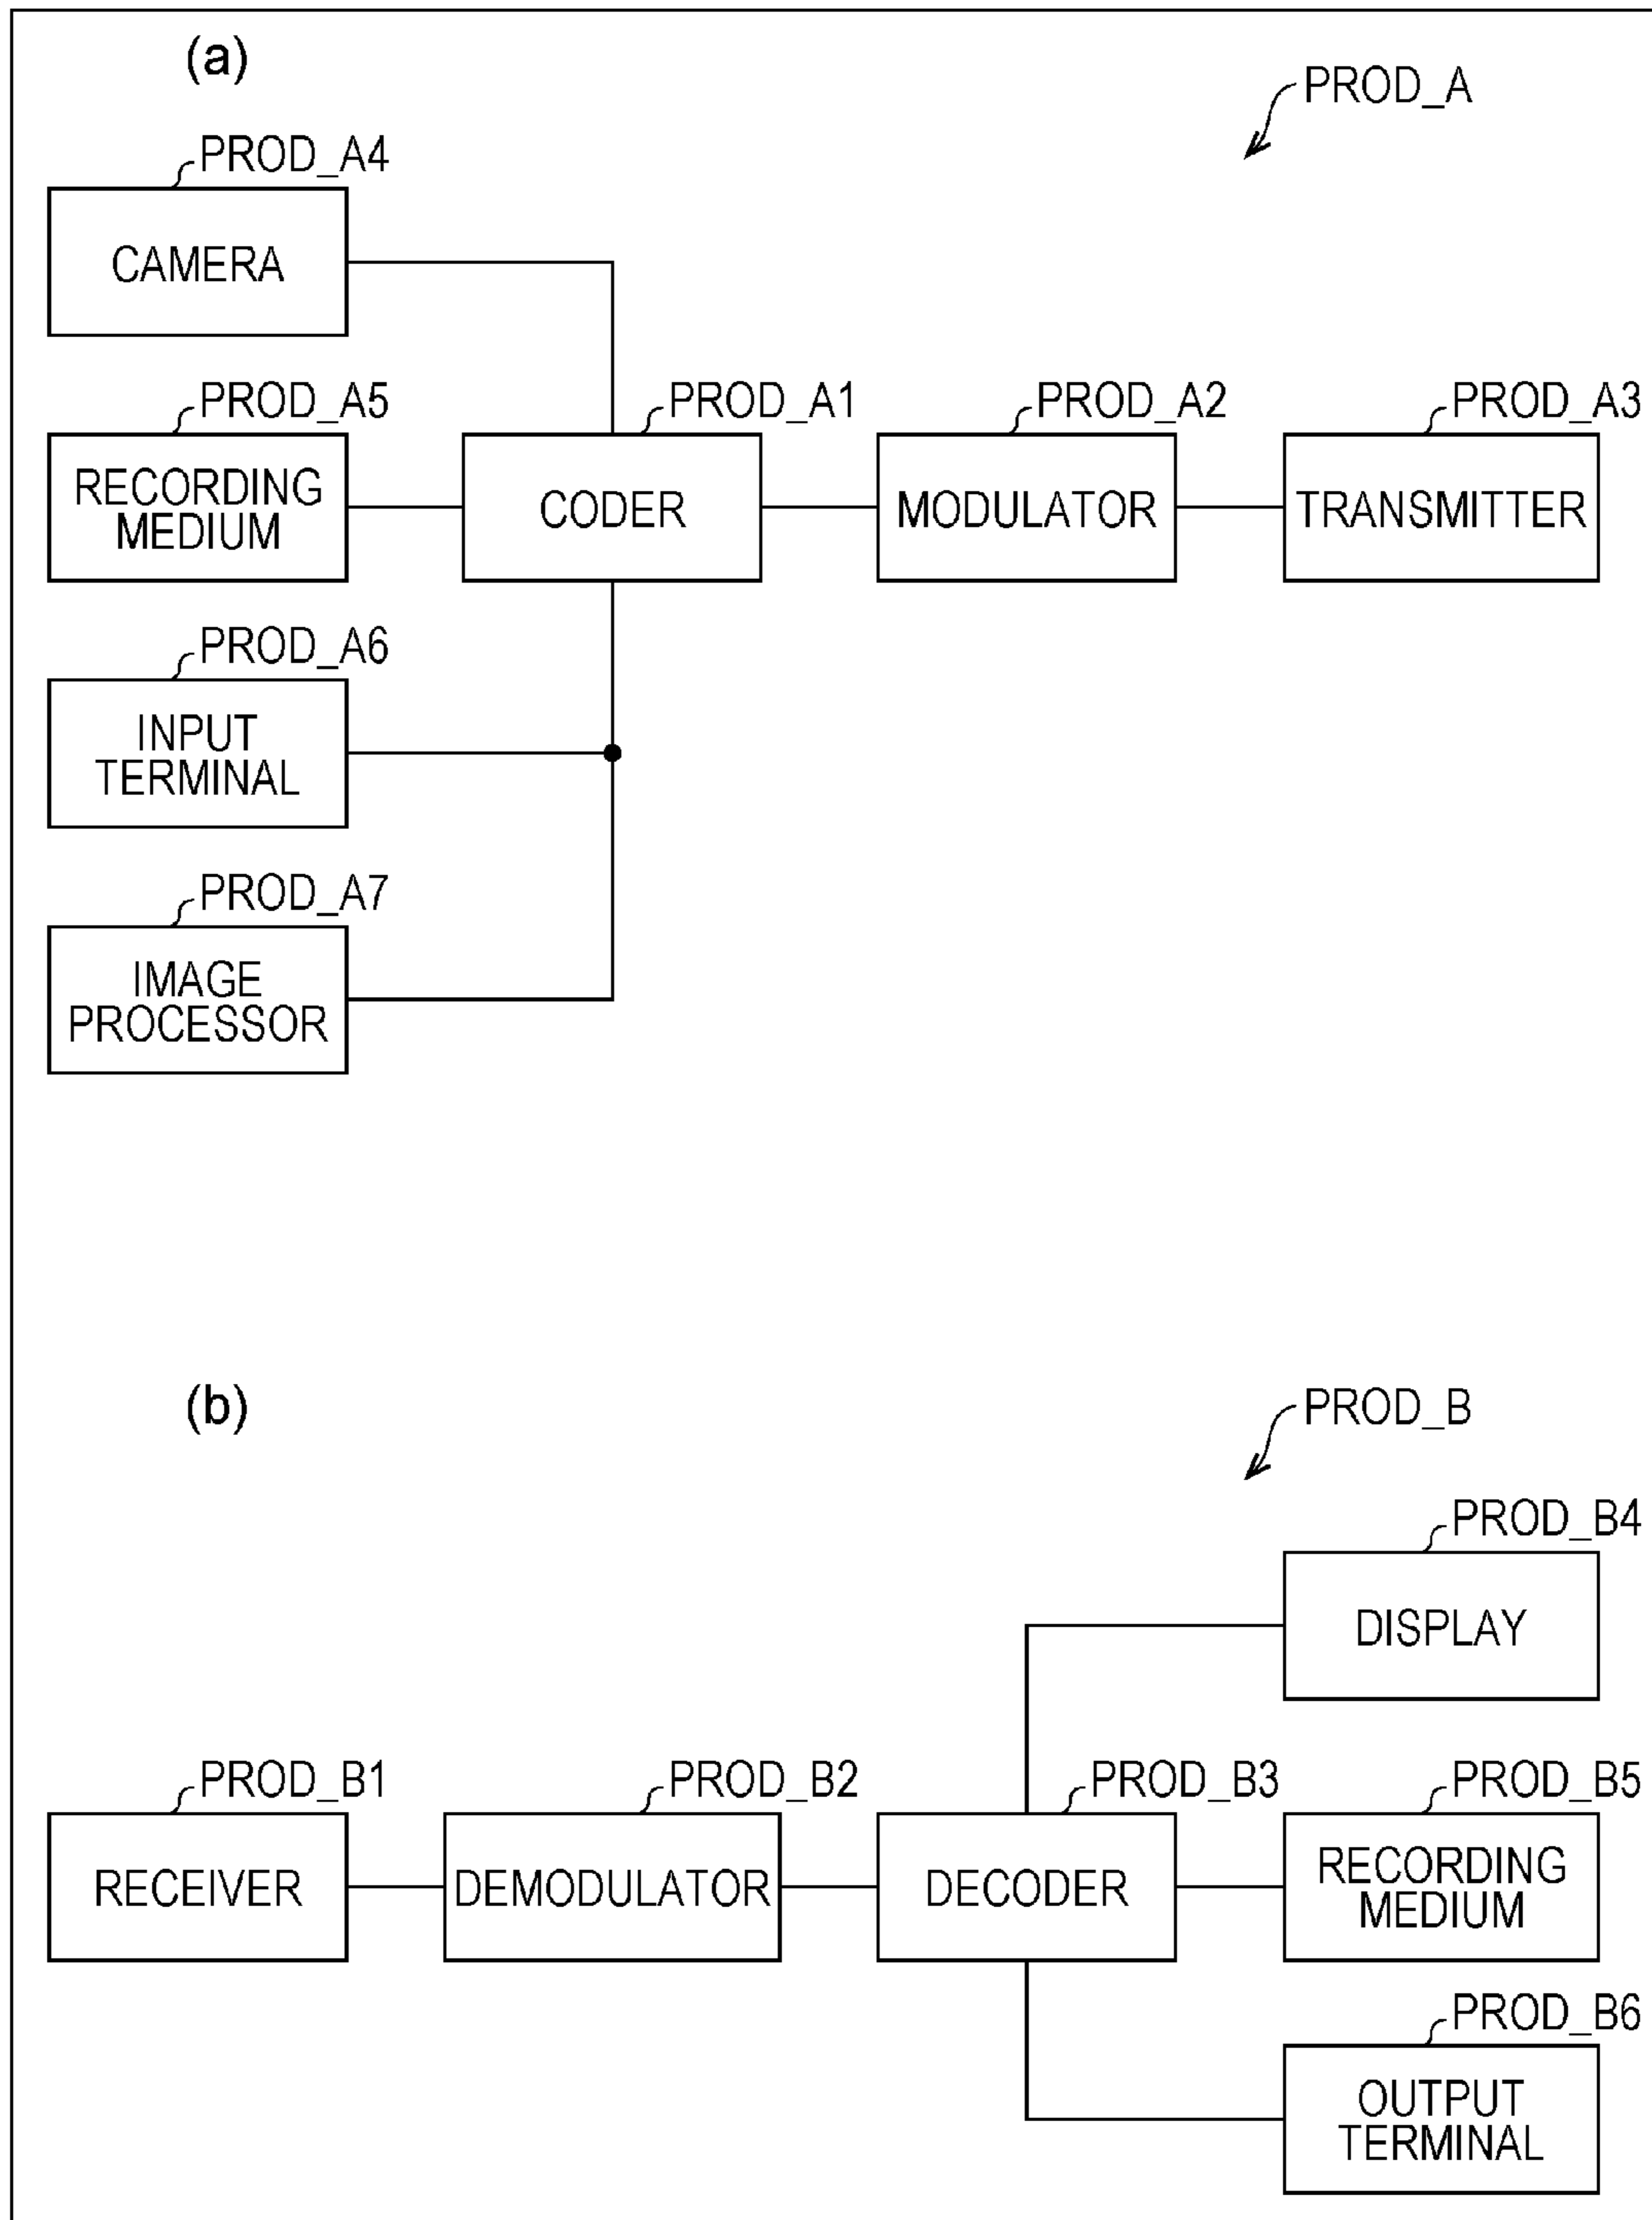 (a)
PROD_A
PROD_A4
CAMERA
PROD_A5
PROD_A1
PROD_A2
PROD_A3
RECORDING
MEDIUM
CODER
MODULATOR
TRANSMITTER
PROD_A6
INPUT
TERMINAL
PROD_A7
IMAGE
PROCESSOR
(b)
PROD_B
PROD_B4
DISPLAY
PROD_B1
PROD_B2
PROD_B3
PROD_B5
RECEIVER
DEMODULATOR
DECODER
RECORDING
MEDIUM
PROD_B6
OUTPUT
TERMINAL